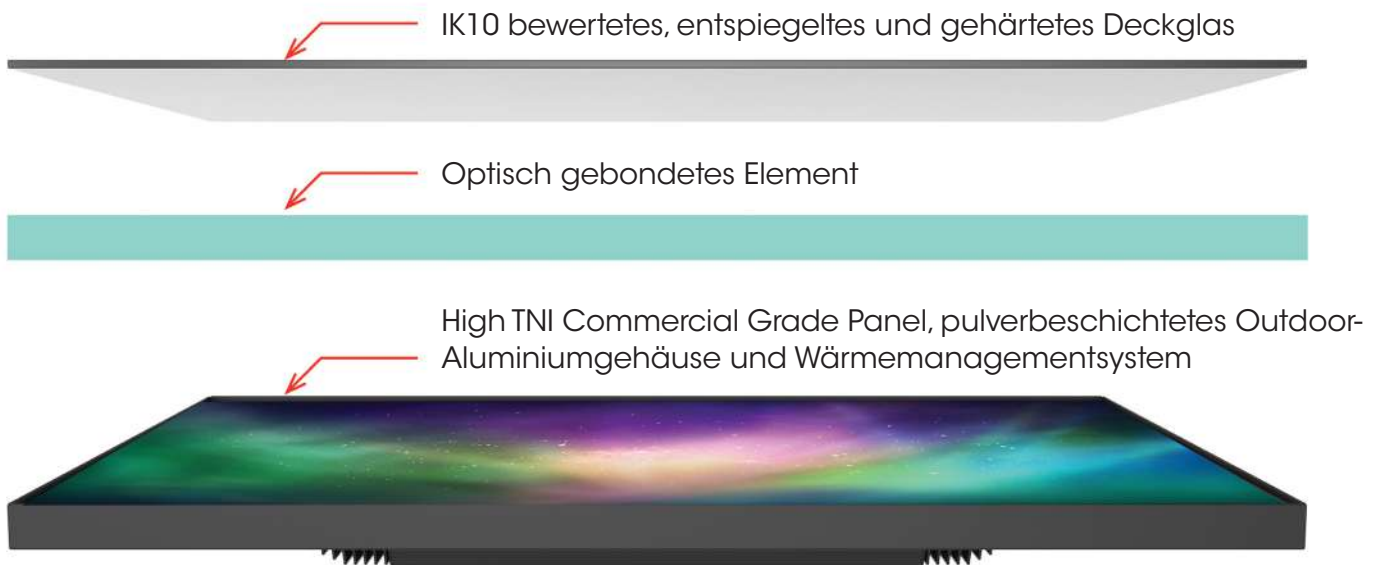 IK10 bewertetes, entspiegeltes und gehärtetes Deckglas
Optisch gebondetes Element
High TNI Commercial Grade Panel, pulverbeschichtetes Outdoor-
Aluminiumgehäuse und Wärmemanagementsystem